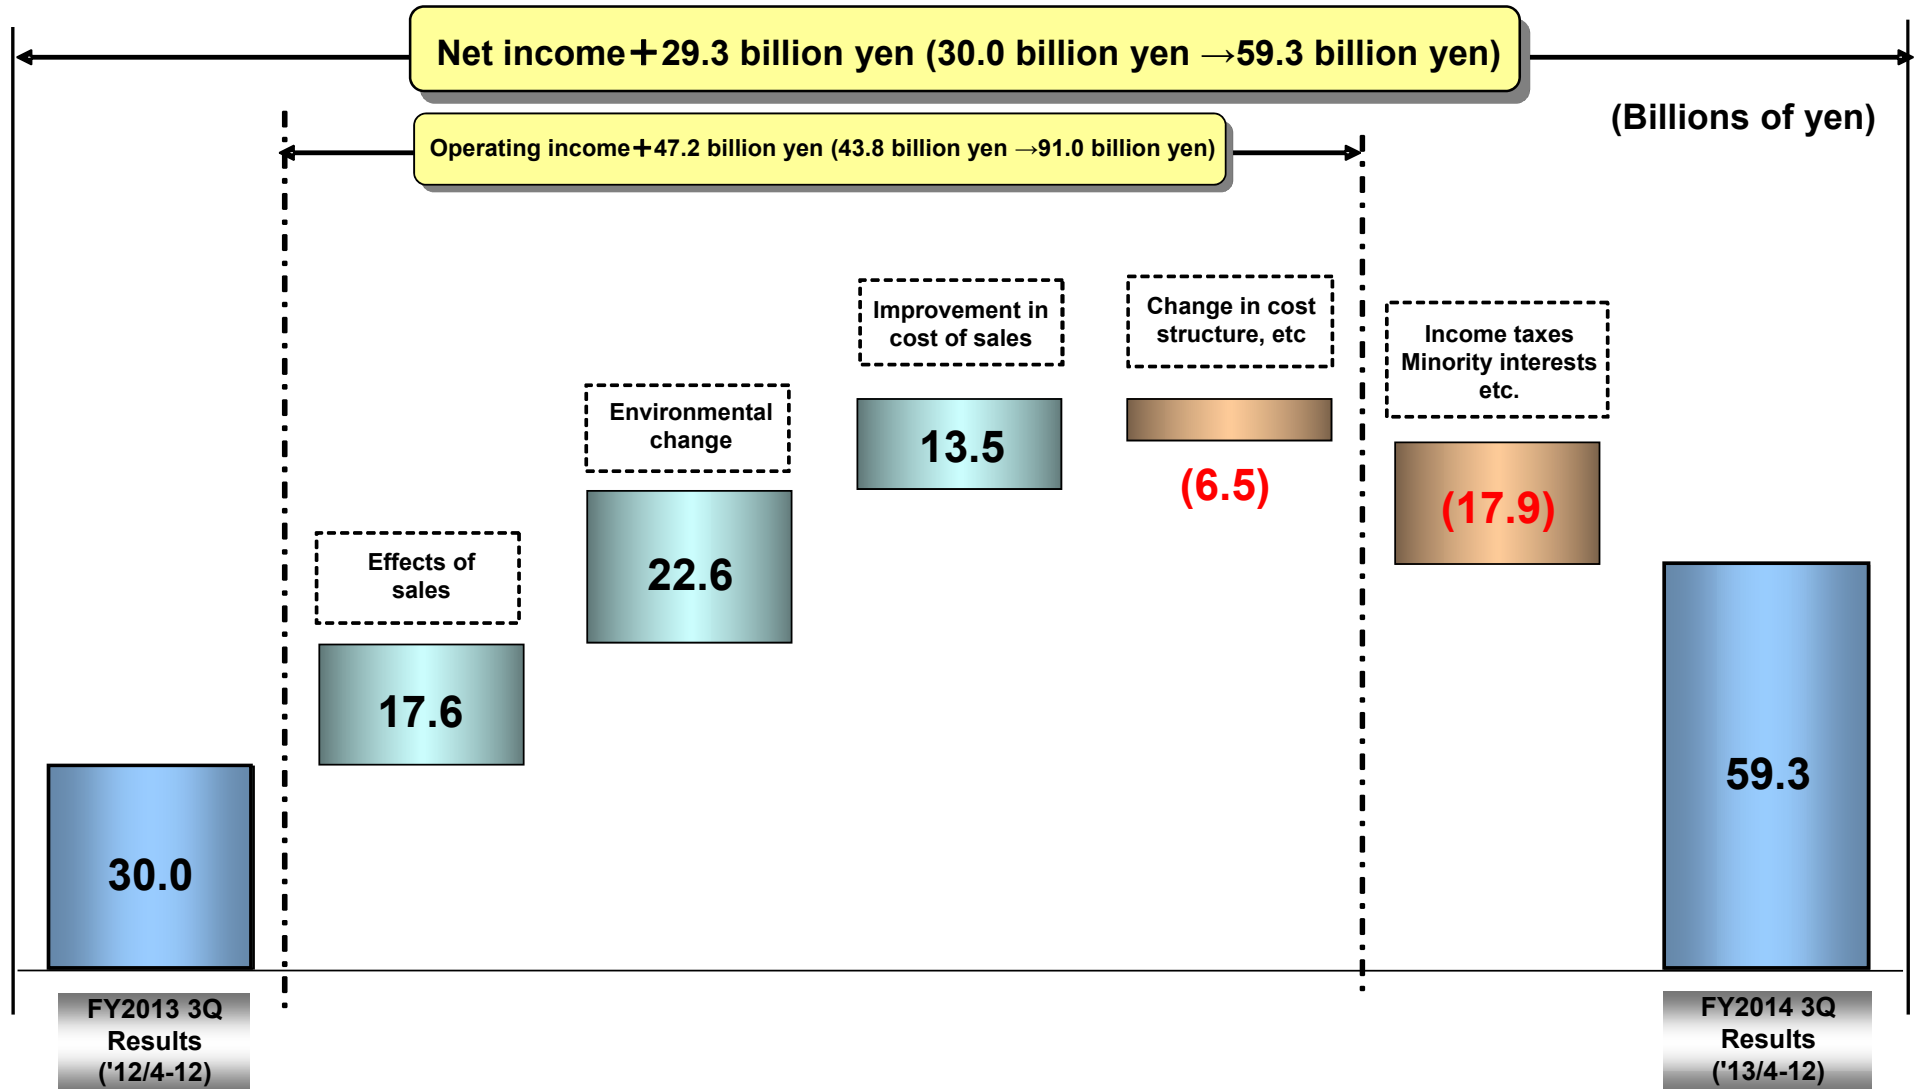 Net income＋29.3 billion yen (30.0 billion yen →59.3 billion yen)
(Billions of yen)
Operating income＋47.2 billion yen (43.8 billion yen →91.0 billion yen)
Improvement in
cost of sales
Change in cost
structure, etc
Income taxes
Minority interests
etc.
Environmental
change
13.5
(6.5)
(17.9)
Effects of
sales
22.6
17.6
59.3
30.0
FY2013 3Q
Results
('12/4-12)
FY2014 3Q
Results
('13/4-12)